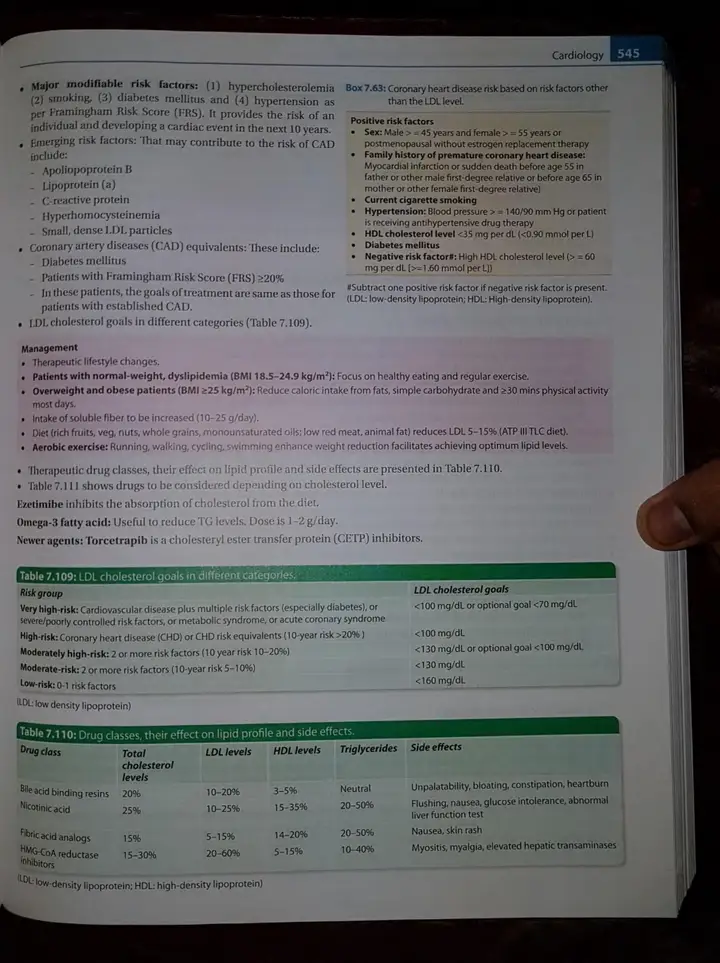 Cardiology 545
• Major modifiable risk factors: (1) hypercholesterolemia
(2) smoking, (3) diabetes mellitus and (4) hypertension as
per Framingham Risk Score (FRS). It provides the risk of an
individual and developing a cardiac event in the next 10 years.
• Emerging risk factors: That may contribute to the risk of CAD
include:
– Apoliopoprotein B
– Lipoprotein (a)
– C-reactive protein
– Hyperhomocysteinemia
– Small, dense LDL particles
• Coronary artery diseases (CAD) equivalents: These include:
– Diabetes mellitus
– Patients with Framingham Risk Score (FRS) ≥20%
– In these patients, the goals of treatment are same as those for
patients with established CAD.
• LDL cholesterol goals in different categories (Table 7.109).
Box 7.63: Coronary heart disease risk based on risk factors other
than the LDL level.
Positive risk factors
• Sex: Male > = 45 years and female > = 55 years or
postmenopausal without estrogen replacement therapy
• Family history of premature coronary heart disease:
Myocardial infarction or sudden death before age 55 in
father or other male first-degree relative or before age 65 in
mother or other female first-degree relative)
• Current cigarette smoking
• Hypertension: Blood pressure > = 140/90 mm Hg or patient
is receiving antihypertensive drug therapy
• HDL cholesterol level <35 mg per dL (<0.90 mmol per L)
• Diabetes mellitus
• Negative risk factor#: High HDL cholesterol level (> = 60
mg per dL [>=1.60 mmol per L])
#Subtract one positive risk factor if negative risk factor is present.
(LDL: low-density lipoprotein; HDL: High-density lipoprotein).
Management
• Therapeutic lifestyle changes.
• Patients with normal-weight, dyslipidemia (BMI 18.5–24.9 kg/m²): Focus on healthy eating and regular exercise.
• Overweight and obese patients (BMI ≥25 kg/m²): Reduce caloric intake from fats, simple carbohydrate and ≥30 mins physical activity
most days.
• Intake of soluble fiber to be increased (10–25 g/day).
• Diet (rich fruits, veg, nuts, whole grains, monounsaturated oils: low red meat, animal fat) reduces LDL 5–15% (ATP III TLC diet).
• Aerobic exercise: Running, walking, cycling, swimming enhance weight reduction facilitates achieving optimum lipid levels.
• Therapeutic drug classes, their effect on lipid profile and side effects are presented in Table 7.110.
• Table 7.111 shows drugs to be considered depending on cholesterol level.
Ezetimibe inhibits the absorption of cholesterol from the diet.
Omega-3 fatty acid: Useful to reduce TG levels. Dose is 1–2 g/day.
Newer agents: Torcetrapib is a cholesteryl ester transfer protein (CETP) inhibitors.
Table 7.109: LDL cholesterol goals in different categories.
Risk group LDL cholesterol goals
Very high-risk: Cardiovascular disease plus multiple risk factors (especially diabetes), or <100 mg/dL or optional goal <70 mg/dL
severe/poorly controlled risk factors, or metabolic syndrome, or acute coronary syndrome
High-risk: Coronary heart disease (CHD) or CHD risk equivalents (10-year risk >20% ) <100 mg/dL
Moderately high-risk: 2 or more risk factors (10 year risk 10–20%) <130 mg/dL or optional goal <100 mg/dL
Moderate-risk: 2 or more risk factors (10-year risk 5–10%) <130 mg/dL
Low-risk: 0-1 risk factors <160 mg/dL
(LDL: low density lipoprotein)
Table 7.110: Drug classes, their effect on lipid profile and side effects.
Drug class Total LDL levels HDL levels Triglycerides Side effects
cholesterol
levels
Bile acid binding resins 20% 10–20% 3–5% Neutral Unpalatability, bloating, constipation, heartburn
Nicotinic acid 25% 10–25% 15–35% 20–50% Flushing, nausea, glucose intolerance, abnormal
liver function test
Fibric acid analogs 15% 5–15% 14–20% 20–50% Nausea, skin rash
HMG-CoA reductase 15–30% 20–60% 5–15% 10–40% Myositis, myalgia, elevated hepatic transaminases
inhibitors
(LDL: low-density lipoprotein; HDL: high-density lipoprotein)